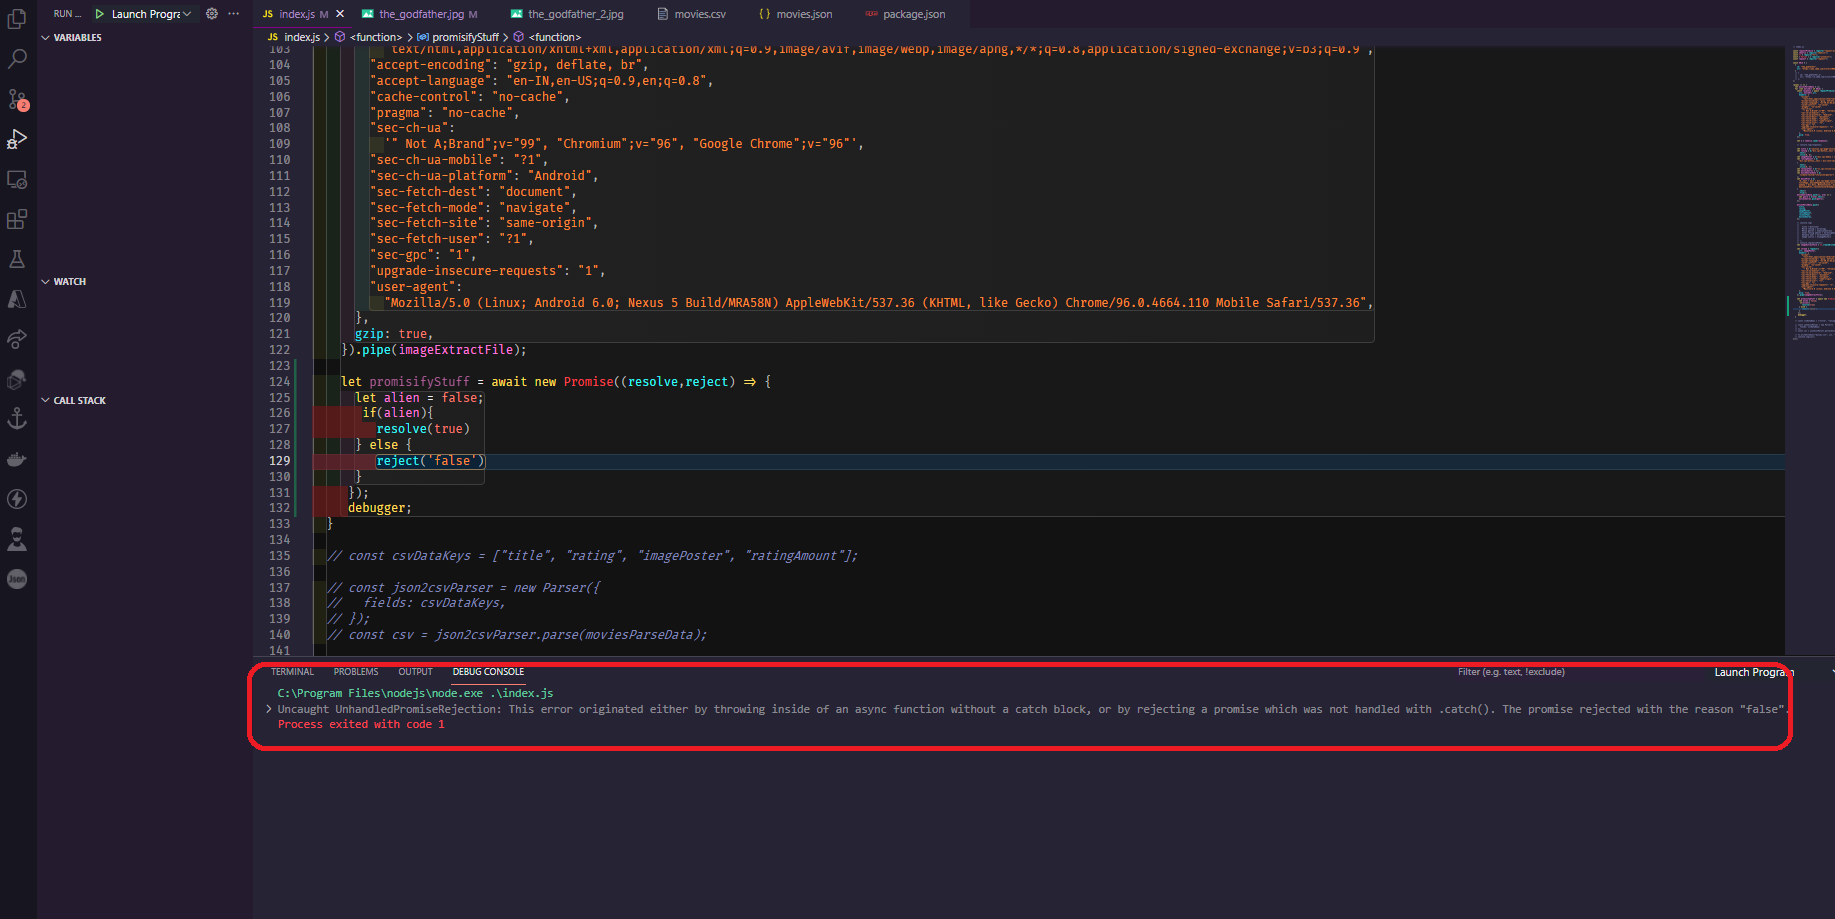 RUN ... Launch Progra ...
index.js M
the_godfather.jpg M
the_godfather_2.jpg
movies.csv
movies.json
package.json
JS index.js > <function> > promisifyStuff > <function>
VARIABLES
WATCH
CALL STACK
2
Json
103 text/html,application/xhtml+xml,application/xml;q=0.9,image/avif,image/webp,image/apng,*/*;q=0.8,application/signed-exchange;v=b3;q=0.9",
104 "accept-encoding": "gzip, deflate, br",
105 "accept-language": "en-IN,en-US;q=0.9,en;q=0.8",
106 "cache-control": "no-cache",
107 "pragma": "no-cache",
108 "sec-ch-ua":
109 '" Not A;Brand";v="99", "Chromium";v="96", "Google Chrome";v="96"',
110 "sec-ch-ua-mobile": "?1",
111 "sec-ch-ua-platform": "Android",
112 "sec-fetch-dest": "document",
113 "sec-fetch-mode": "navigate",
114 "sec-fetch-site": "same-origin",
115 "sec-fetch-user": "?1",
116 "sec-gpc": "1",
117 "upgrade-insecure-requests": "1",
118 "user-agent":
119 "Mozilla/5.0 (Linux; Android 6.0; Nexus 5 Build/MRA58N) AppleWebKit/537.36 (KHTML, like Gecko) Chrome/96.0.4664.110 Mobile Safari/537.36",
120 },
121 gzip: true,
122 }).pipe(imageExtractFile);
123
124 let promisifyStuff = await new Promise((resolve,reject) => {
125 let alien = false;
126 if(alien){
127 resolve(true)
128 } else {
129 reject('false')
130 }
131 });
132 debugger;
133 }
134
135 // const csvDataKeys = ["title", "rating", "imagePoster", "ratingAmount"];
136
137 // const json2csvParser = new Parser({
138 //   fields: csvDataKeys,
139 // });
140 // const csv = json2csvParser.parse(moviesParseData);
141
TERMINAL PROBLEMS OUTPUT DEBUG CONSOLE Filter (e.g. text, !exclude) Launch Program
C:\Program Files\nodejs\node.exe .\index.js
> Uncaught UnhandledPromiseRejection: This error originated either by throwing inside of an async function without a catch block, or by rejecting a promise which was not handled with .catch(). The promise rejected with the reason "false".
Process exited with code 1